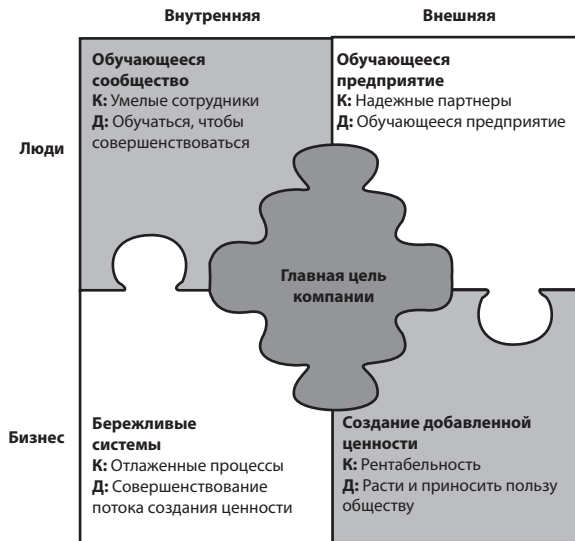 Внутренняя
Внешняя
Люди
Обучающееся
сообщество
К: Умелые сотрудники
Д: Обучаться, чтобы
совершенствоваться
Обучающееся
предприятие
К: Надежные партнеры
Д: Обучающееся предприятие
Главная цель
компании
Бизнес
Бережливые
системы
К: Отлаженные процессы
Д: Совершенствование
потока создания ценности
Создание добавленной
ценности
К: Рентабельность
Д: Расти и приносить пользу
обществу